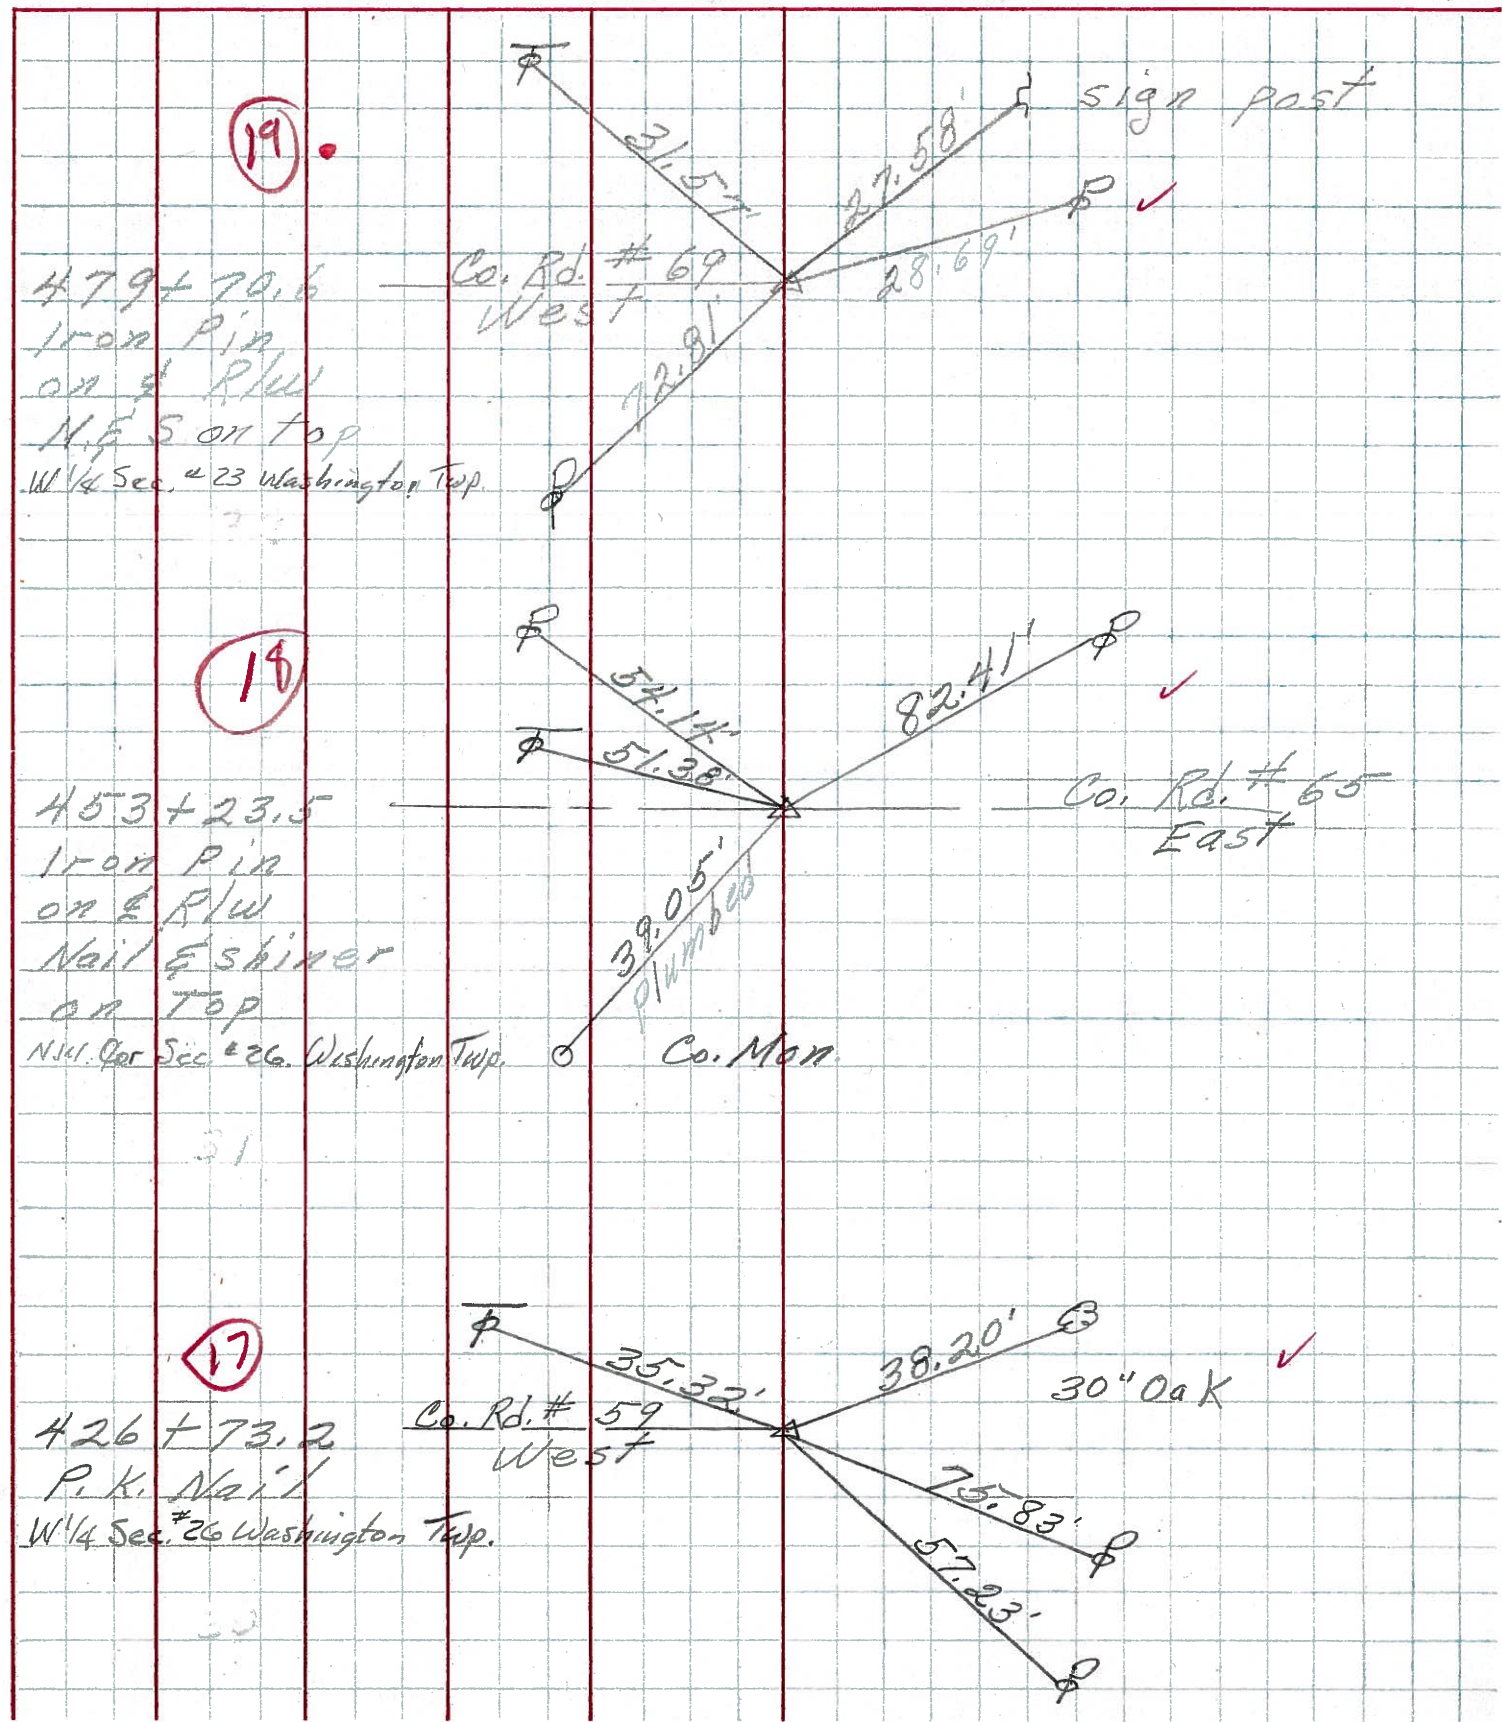 19
31.57'
27.58'
sign post
28.69'
Co. Rd. # 69
West
72.81'
479+70.6
Iron Pin
on ℄ R/W
N. & S on top
W 1/4 Sec. #23 Washington Twp.
18
54.14'
51.38'
82.41'
Co. Rd. # 65
East
453+23.5
Iron Pin
on ℄ R/W
Nail & shiner
on Top
N.W. Cor Sec. #26. Washington Twp.
39.05'
plumbed
Co. Mon.
31
17
35.32'
38.20'
30" Oak
Co. Rd. # 59
West
426+73.2
P.K. Nail
W 1/4 Sec. #26 Washington Twp.
75.83'
57.23'